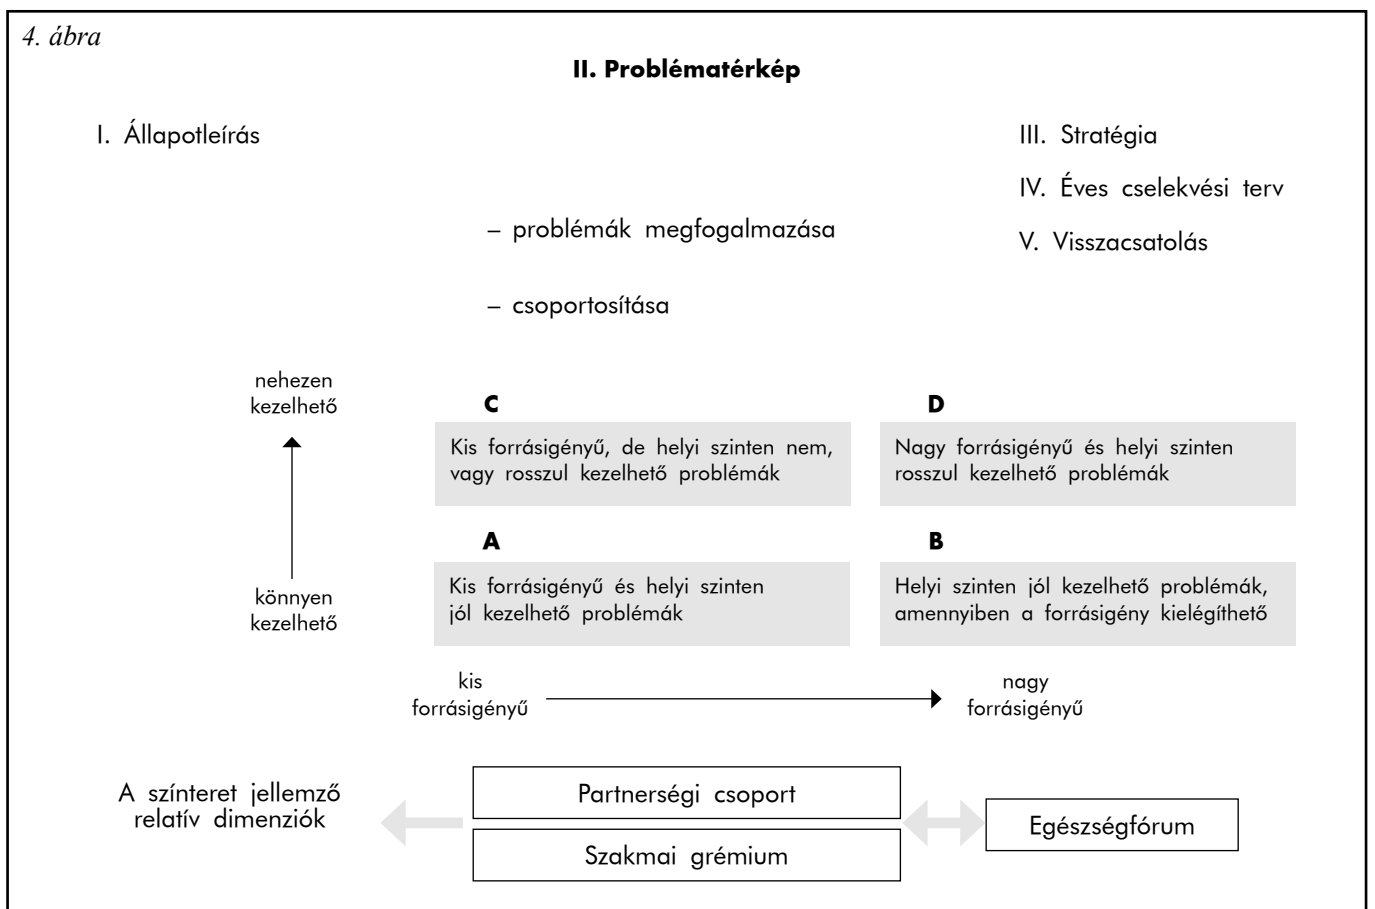 4. ábra
II. Problématérkép
I. Állapotleírás
III. Stratégia
IV. Éves cselekvési terv
V. Visszacsatolás
– problémák megfogalmazása
– csoportosítása
nehezen
kezelhető
könnyen
kezelhető
C
Kis forrásigényű, de helyi szinten nem,
vagy rosszul kezelhető problémák
D
Nagy forrásigényű és helyi szinten
rosszul kezelhető problémák
A
Kis forrásigényű és helyi szinten
jól kezelhető problémák
B
Helyi szinten jól kezelhető problémák,
amennyiben a forrásigény kielégíthető
kis
forrásigényű
nagy
forrásigényű
A színteret jellemző
relatív dimenziók
Partnerségi csoport
Szakmai grémium
Egészségfórum